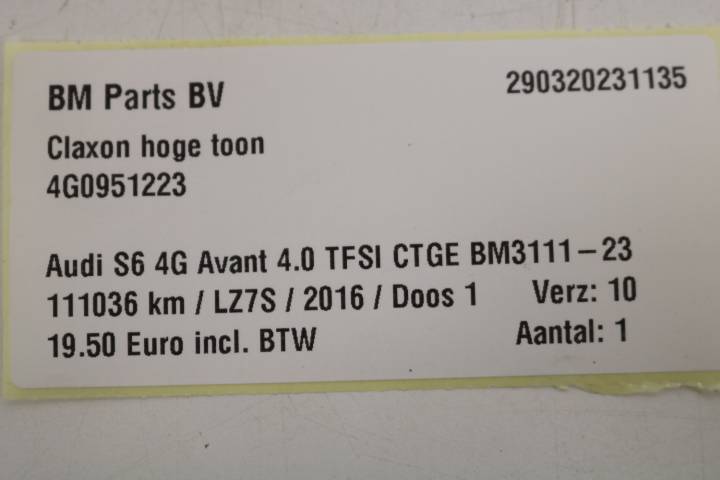 BM Parts BV 290320231135
Claxon hoge toon
4G0951223
Audi S6 4G Avant 4.0 TFSI CTGE BM3111-23
111036 km / LZ7S / 2016 / Doos 1 Verz: 10
19.50 Euro incl. BTW Aantal: 1